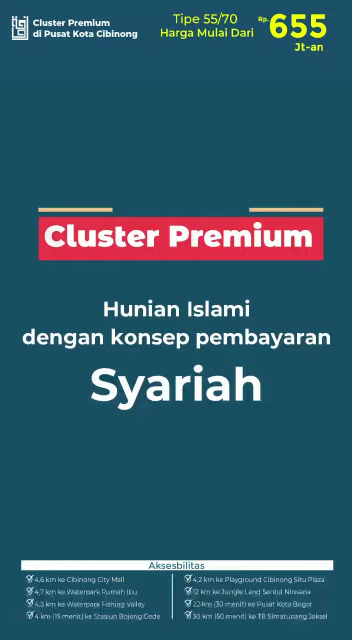 Cluster Premium
di Pusat Kota Cibinong
Tipe 55/70
Harga Mulai Dari
Rp. 655
Jt-an
Cluster Premium
Hunian Islami
dengan konsep pembayaran
Syariah
Aksesbilitas
4,6 km ke Cibinong City Mall
4,7 km ke Waterpark Rumah Ibu
4,3 km ke Waterpark Fishing Valley
4 km (15 menit) ke Stasiun Bojong Gede
4,2 km ke Playground Cibinong Situ Plaza
12 km ke Jungle Land Sentul Nirwana
22 km (30 menit) ke Pusat Kota Bogor
30 km (50 menit) ke TB Simatupang Jaksel